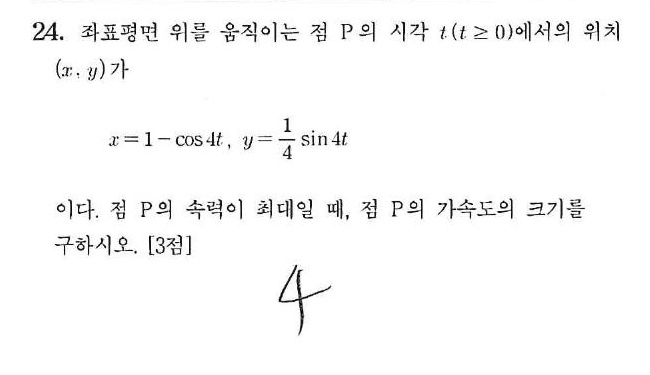 24. 좌표평면 위를 움직이는 점 P의 시각 t(t ≥ 0)에서의 위치
(x, y)가
x = 1 − cos 4t, y = \frac{1}{4} sin 4t
이다. 점 P의 속력이 최대일 때, 점 P의 가속도의 크기를
구하시오. [3점]
4